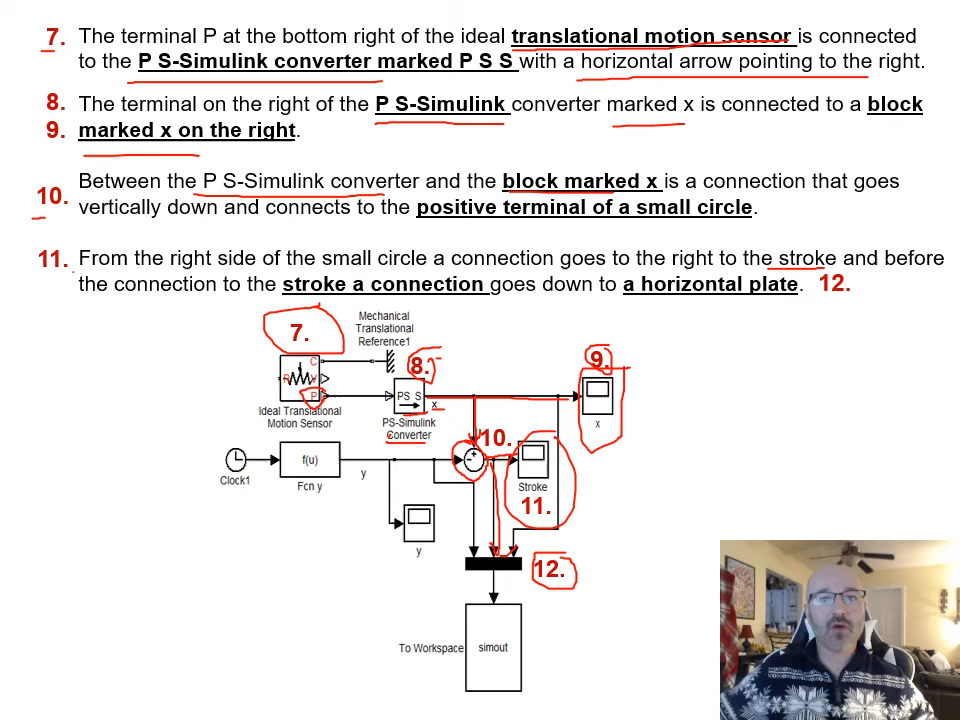 7. The terminal P at the bottom right of the ideal translational motion sensor is connected
to the P S-Simulink converter marked P S S with a horizontal arrow pointing to the right.
8. The terminal on the right of the P S-Simulink converter marked x is connected to a block
9. marked x on the right.
Between the P S-Simulink converter and the block marked x is a connection that goes
10. vertically down and connects to the positive terminal of a small circle.
11. From the right side of the small circle a connection goes to the right to the stroke and before
the connection to the stroke a connection goes down to a horizontal plate. 12.
7.
Mechanical
Translational
Reference1
C
R V
P
Ideal Translational
Motion Sensor
8.
PS S
x
PS-Simulink
Converter
9.
x
10.
Clock1
f(u)
Fcn y
y
Stroke
11.
y
12.
To Workspace
simout